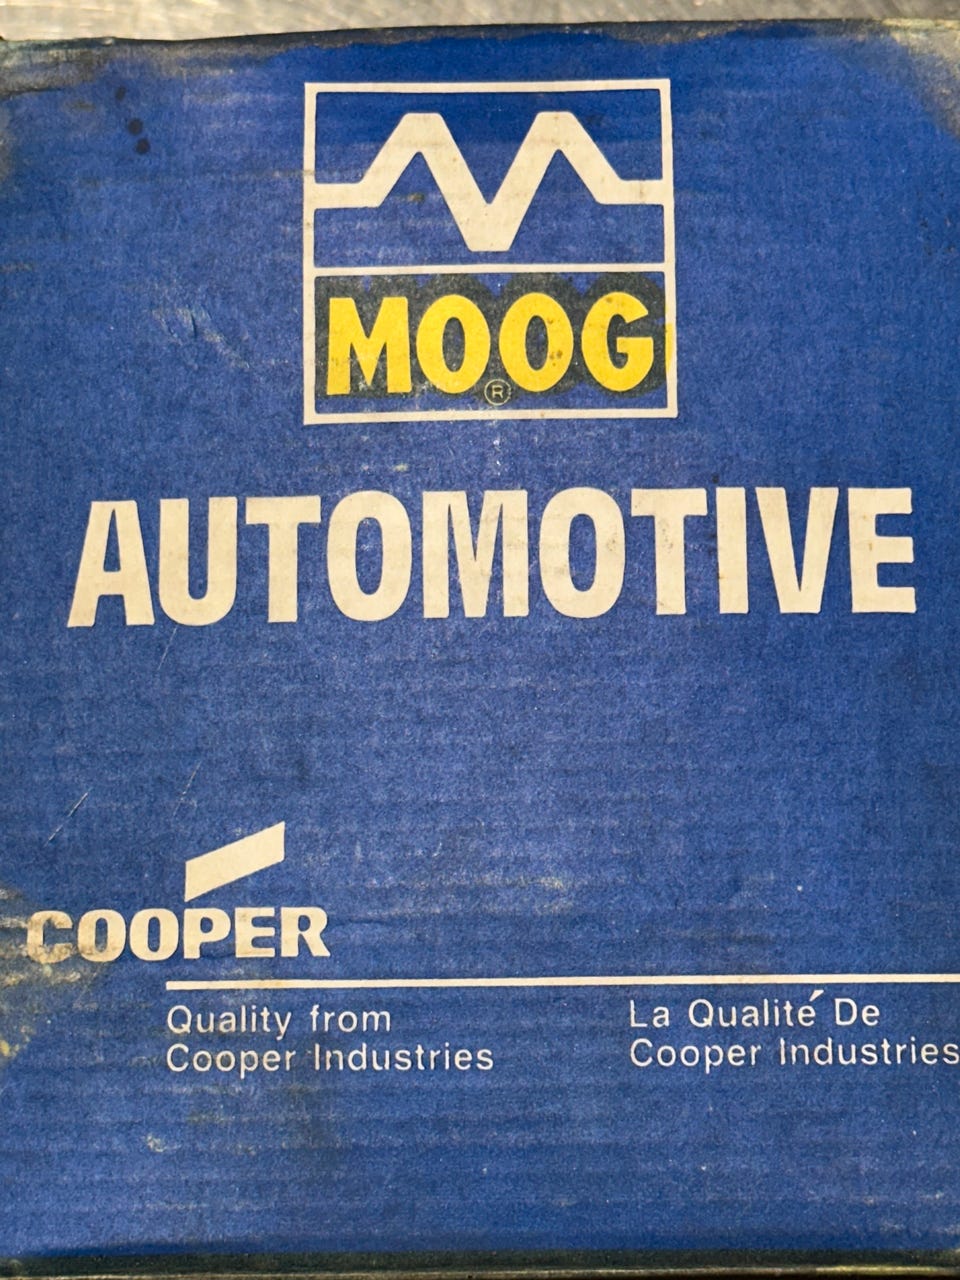 MOOG
®
AUTOMOTIVE
COOPER
Quality from
Cooper Industries
La Qualité De
Cooper Industries